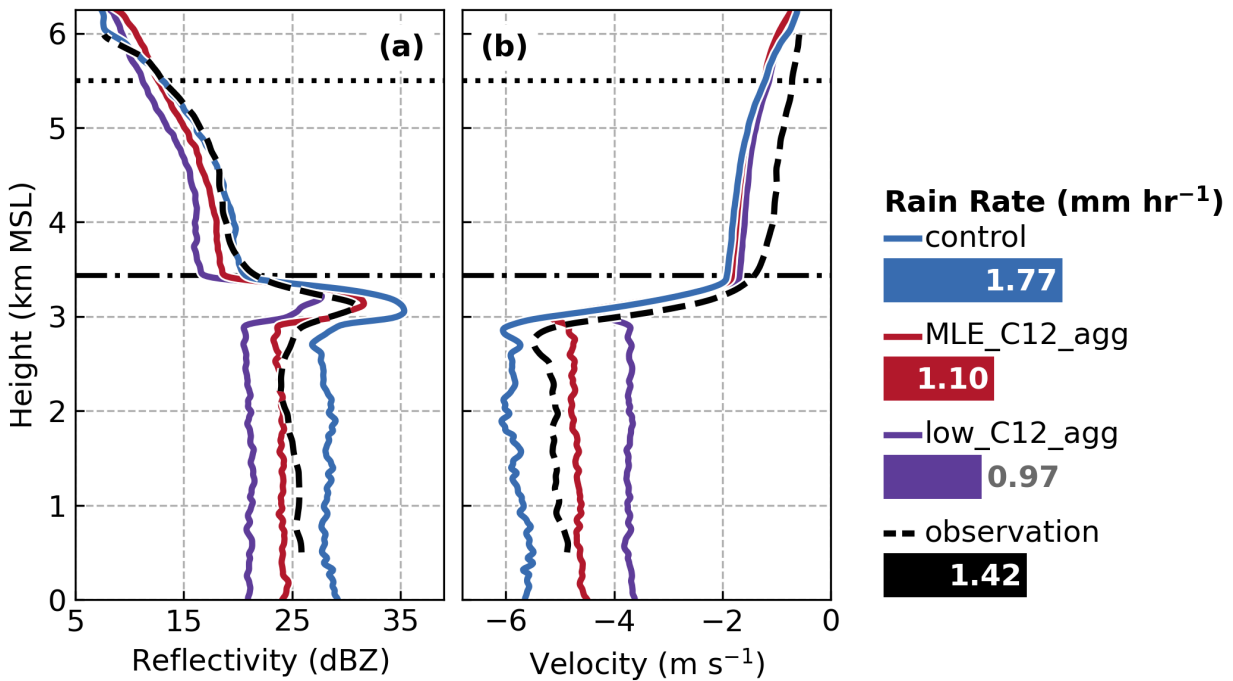 6
5
4
3
2
1
0
Height (km MSL)
(a)
5
15
25
35
Reflectivity (dBZ)
(b)
−6
−4
−2
0
Velocity (m s⁻¹)
Rain Rate (mm hr⁻¹)
control
1.77
MLE_C12_agg
1.10
low_C12_agg
0.97
observation
1.42